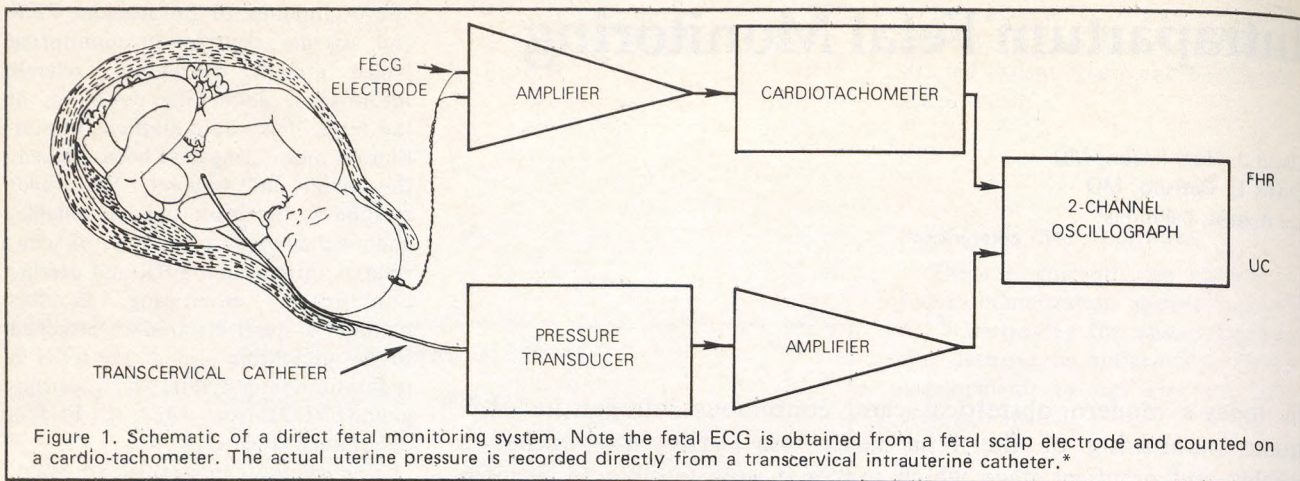 FECG
ELECTRODE
AMPLIFIER
CARDIOTACHOMETER
FHR
2-CHANNEL
OSCILLOGRAPH
UC
PRESSURE
TRANSDUCER
AMPLIFIER
TRANSCERVICAL CATHETER
Figure 1. Schematic of a direct fetal monitoring system. Note the fetal ECG is obtained from a fetal scalp electrode and counted on
a cardio-tachometer. The actual uterine pressure is recorded directly from a transcervical intrauterine catheter.*